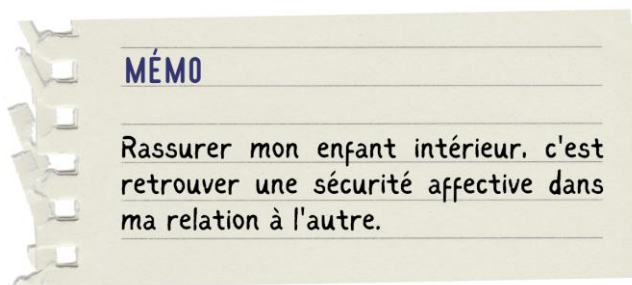 MÉMO
Rassurer mon enfant intérieur. c'est
retrouver une sécurité affective dans
ma relation à l'autre.